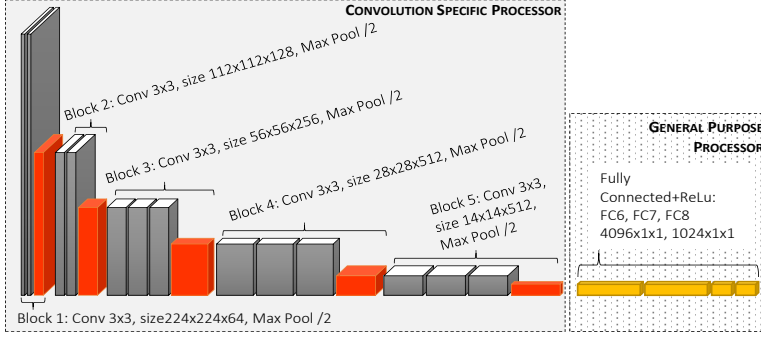 CONVOLUTION SPECIFIC PROCESSOR
Block 2: Conv 3x3, size 112x112x128, Max Pool /2
Block 3: Conv 3x3, size 56x56x256, Max Pool /2
Block 4: Conv 3x3, size 28x28x512, Max Pool /2
Block 5: Conv 3x3,
size 14x14x512,
Max Pool /2
Block 1: Conv 3x3, size224x224x64, Max Pool /2
GENERAL PURPOSE
PROCESSOR
Fully
Connected+ReLu:
FC6, FC7, FC8
4096x1x1, 1024x1x1